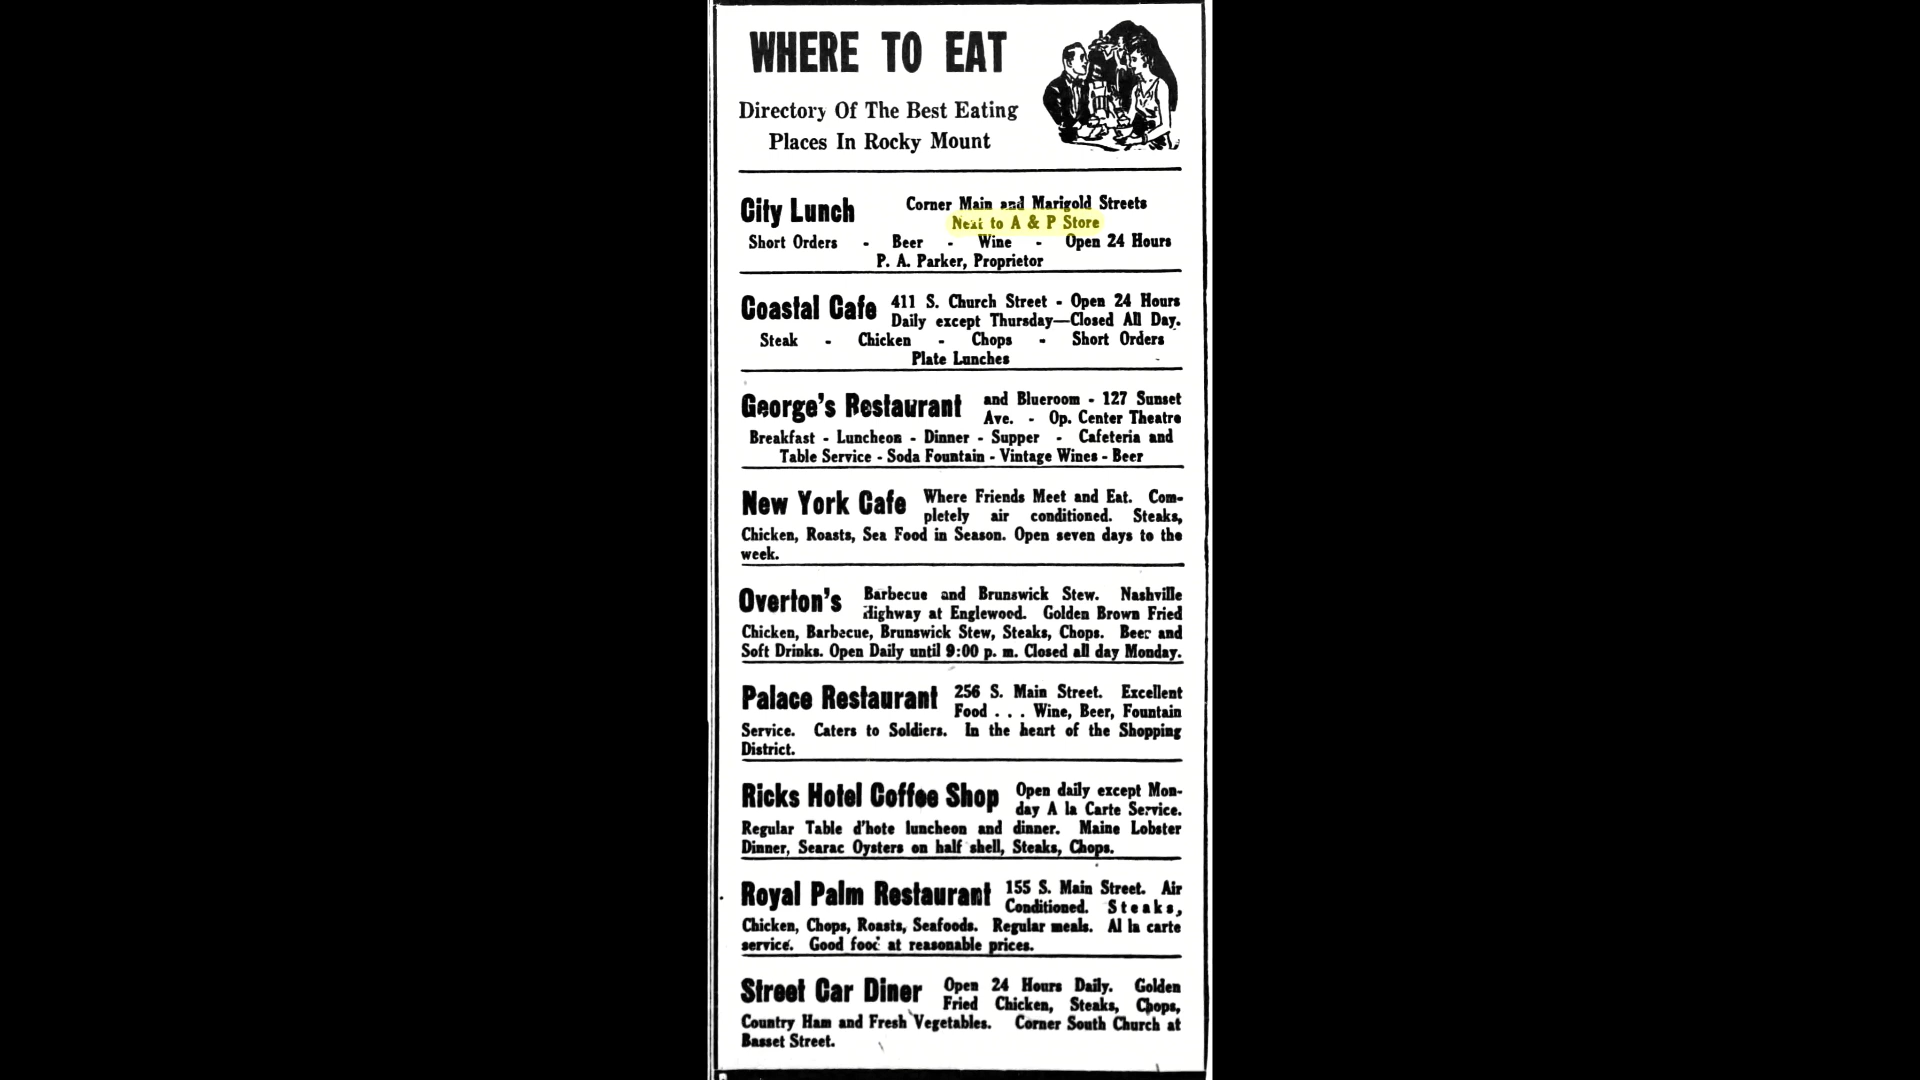 WHERE TO EAT
Directory Of The Best Eating
Places In Rocky Mount
City Lunch
Corner Main and Marigold Streets
Next to A & P Store
Short Orders - Beer - Wine - Open 24 Hours
P. A. Parker, Proprietor
Coastal Cafe
411 S. Church Street - Open 24 Hours
Daily except Thursday—Closed All Day.
Steak - Chicken - Chops - Short Orders
Plate Lunches
George's Restaurant
and Blueroom - 127 Sunset
Ave. - Op. Center Theatre
Breakfast - Luncheon - Dinner - Supper - Cafeteria and
Table Service - Soda Fountain - Vintage Wines - Beer
New York Cafe
Where Friends Meet and Eat. Com-
pletely air conditioned. Steaks,
Chicken, Roasts, Sea Food in Season. Open seven days to the
week.
Overton's
Barbecue and Brunswick Stew. Nashville
Highway at Englewood. Golden Brown Fried
Chicken, Barbecue, Brunswick Stew, Steaks, Chops. Beer and
Soft Drinks. Open Daily until 9:00 p. m. Closed all day Monday.
Palace Restaurant
256 S. Main Street. Excellent
Food . . . Wine, Beer, Fountain
Service. Caters to Soldiers. In the heart of the Shopping
District.
Ricks Hotel Coffee Shop
Open daily except Mon-
day A la Carte Service.
Regular Table d'hote luncheon and dinner. Maine Lobster
Dinner, Searac Oysters on half shell, Steaks, Chops.
Royal Palm Restaurant
155 S. Main Street. Air
Conditioned. Steaks,
Chicken, Chops, Roasts, Seafoods. Regular meals. Al la carte
service. Good food at reasonable prices.
Street Car Diner
Open 24 Hours Daily. Golden
Fried Chicken, Steaks, Chops,
Country Ham and Fresh Vegetables. Corner South Church at
Basset Street.